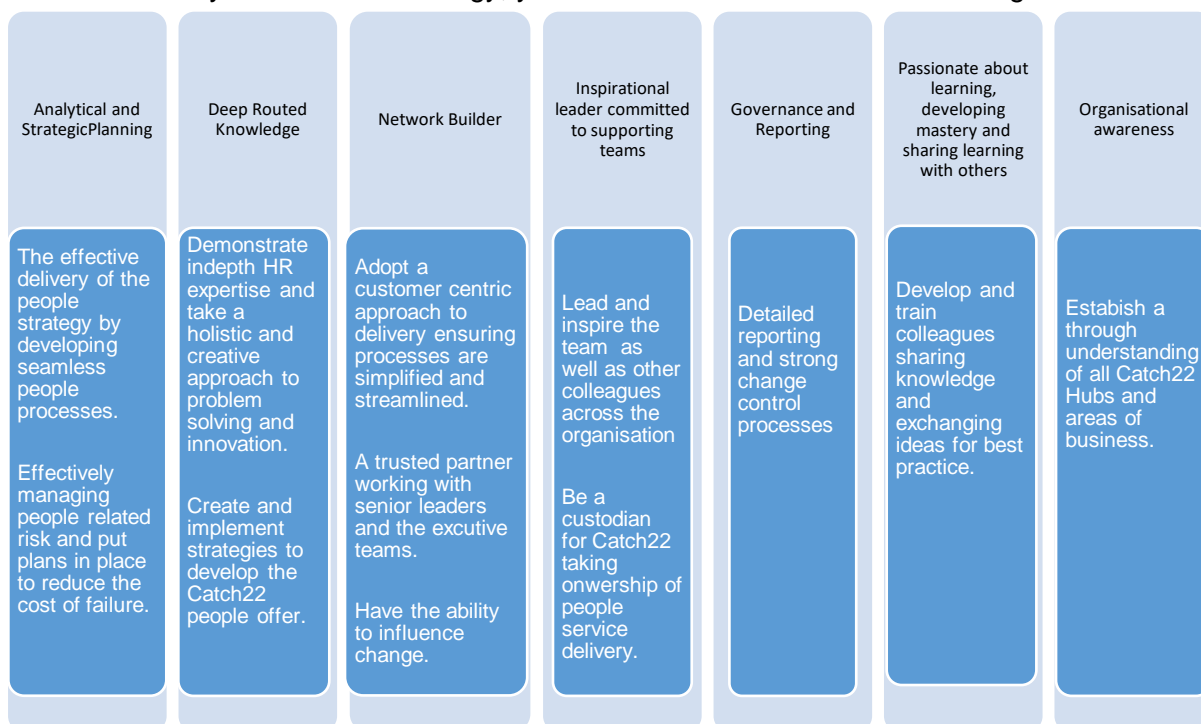 Analytical and
StrategicPlanning
The effective
delivery of the
people
strategy by
developing
seamless
people
processes.
Effectively
managing
people related
risk and put
plans in place
to reduce the
cost of failure.
Deep Routed
Knowledge
Demonstrate
indepth HR
expertise and
take a
holistic and
creative
approach to
problem
solving and
innovation.
Create and
implement
strategies to
develop the
Catch22
people offer.
Network Builder
Adopt a
customer centric
approach to
delivery ensuring
processes are
simplified and
streamlined.
A trusted partner
working with
senior leaders
and the excutive
teams.
Have the ability
to influence
change.
Inspirational
leader committed
to supporting
teams
Lead and
inspire the
team as
well as other
colleagues
across the
organisation
Be a
custodian
for Catch22
taking
onwership of
people
service
delivery.
Governance and
Reporting
Detailed
reporting
and strong
change
control
processes
Passionate about
learning,
developing
mastery and
sharing learning
with others
Develop and
train
colleagues
sharing
knowledge
and
exchanging
ideas for best
practice.
Organisational
awareness
Estabish a
through
understanding
of all Catch22
Hubs and
areas of
business.